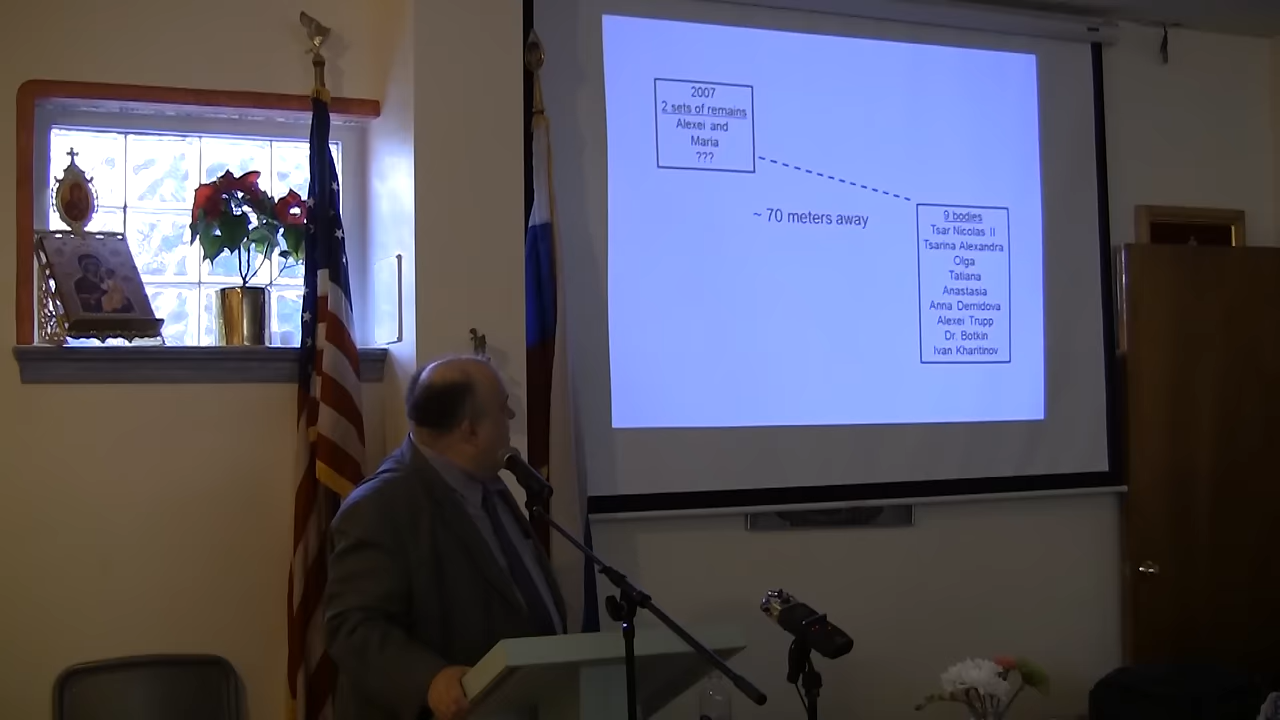 2007
2 sets of remains
Alexei and
Maria
???
~ 70 meters away
9 bodies
Tsar Nicolas II
Tsarina Alexandra
Olga
Tatiana
Anastasia
Anna Demidova
Alexei Trupp
Dr. Botkin
Ivan Kharitinov